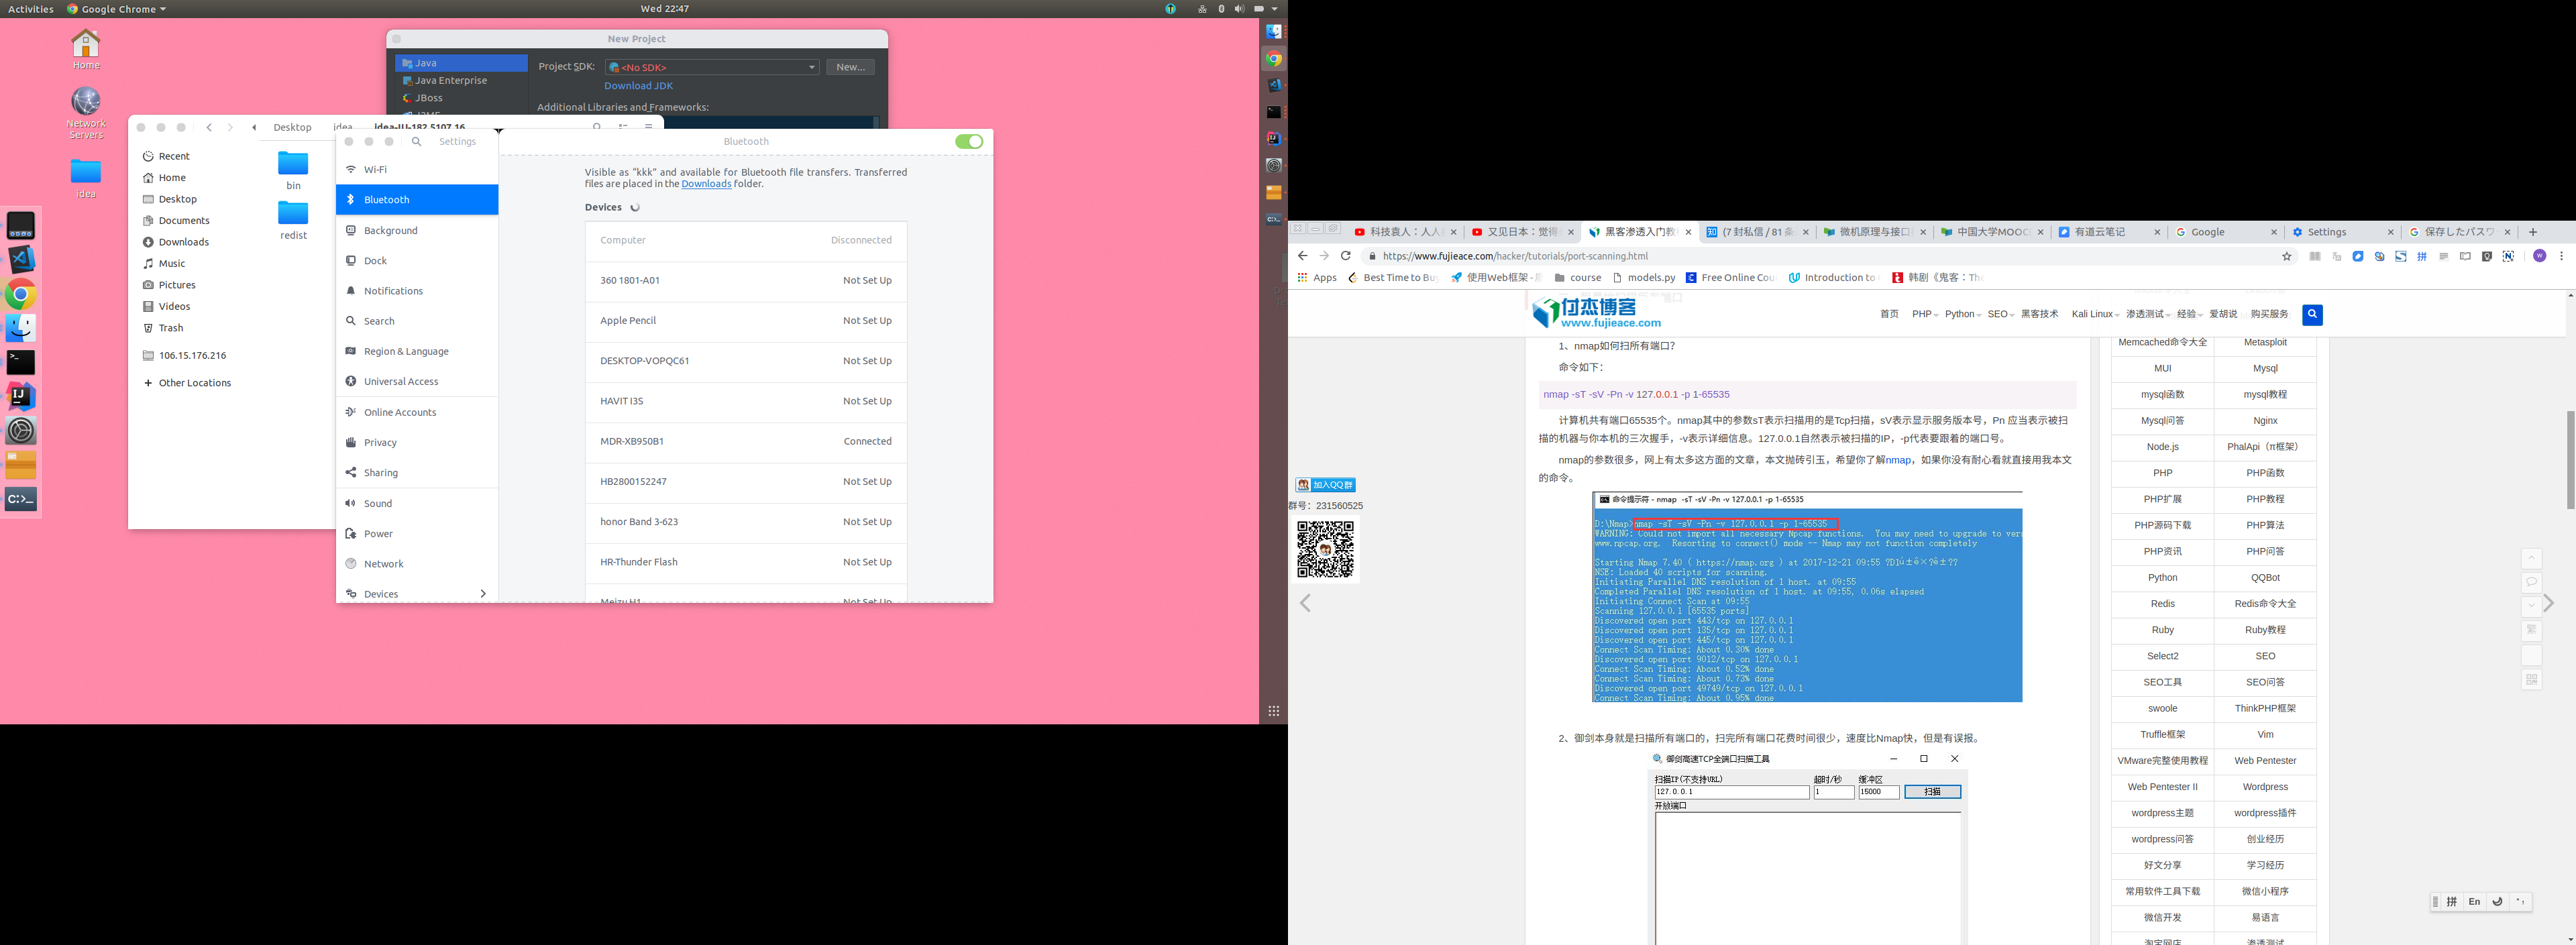 Activities
Google Chrome
Wed 22:47
Home
Network
Servers
idea
New Project
Java
Java Enterprise
JBoss
Project SDK:
<No SDK>
New...
Download JDK
Additional Libraries and Frameworks:
Desktop
idea
idea-IU-182.5107.16
Recent
Home
Desktop
Documents
Downloads
Music
Pictures
Videos
Trash
106.15.176.216
Other Locations
bin
redist
Settings
Bluetooth
Wi-Fi
Bluetooth
Background
Dock
Notifications
Search
Region & Language
Universal Access
Online Accounts
Privacy
Sharing
Sound
Power
Network
Devices
Visible as “kkk” and available for Bluetooth file transfers. Transferred
files are placed in the Downloads folder.
Devices
Computer Disconnected
360 1801-A01 Not Set Up
Apple Pencil Not Set Up
DESKTOP-VOPQC61 Not Set Up
HAVIT I3S Not Set Up
MDR-XB950B1 Connected
HB2800152247 Not Set Up
honor Band 3-623 Not Set Up
HR-Thunder Flash Not Set Up
Meizu H1 Not Set Up
科技袁人：人人
又见日本：觉得
黑客渗透入门教
(7 封私信 / 81 条
微机原理与接口
中国大学MOOC
有道云笔记
Google
Settings
保存したパスワ
https://www.fujieace.com/hacker/tutorials/port-scanning.html
Apps
Best Time to Bu
使用Web框架 -
course
models.py
Free Online Cou
Introduction to
韩剧《鬼客：The
付杰博客
www.fujieace.com
首页 PHP Python SEO 黑客技术 Kali Linux 渗透测试 经验 爱胡说 购买服务
1、nmap如何扫所有端口？
命令如下：
nmap -sT -sV -Pn -v 127.0.0.1 -p 1-65535
计算机共有端口65535个。nmap其中的参数sT表示扫描用的是Tcp扫描，sV表示显示服务版本号，Pn 应当表示被扫
描的机器与你本机的三次握手，-v表示详细信息。127.0.0.1自然表示被扫描的IP，-p代表要跟着的端口号。
nmap的参数很多，网上有太多这方面的文章，本文抛砖引玉，希望你了解nmap，如果你没有耐心看就直接用我本文
的命令。
命令提示符 - nmap -sT -sV -Pn -v 127.0.0.1 -p 1-65535
D:\Nmap>nmap -sT -sV -Pn -v 127.0.0.1 -p 1-65535
WARNING: Could not import all necessary Npcap functions. You may need to upgrade to ver
www.npcap.org. Resorting to connect() mode -- Nmap may not function completely
Starting Nmap 7.40 ( https://nmap.org ) at 2017-12-21 09:55
NSE: Loaded 40 scripts for scanning.
Initiating Parallel DNS resolution of 1 host. at 09:55
Completed Parallel DNS resolution of 1 host. at 09:55, 0.06s elapsed
Initiating Connect Scan at 09:55
Scanning 127.0.0.1 [65535 ports]
Discovered open port 443/tcp on 127.0.0.1
Discovered open port 135/tcp on 127.0.0.1
Discovered open port 445/tcp on 127.0.0.1
Connect Scan Timing: About 0.30% done
Discovered open port 9012/tcp on 127.0.0.1
Connect Scan Timing: About 0.52% done
Connect Scan Timing: About 0.73% done
Discovered open port 49749/tcp on 127.0.0.1
Connect Scan Timing: About 0.95% done
2、御剑本身就是扫描所有端口的，扫完所有端口花费时间很少，速度比Nmap快，但是有误报。
御剑高速TCP全端口扫描工具
扫描IP(不支持URL) 超时/秒 缓冲区
127.0.0.1 1 15000 扫描
开放端口
加入QQ群
群号：231560525
Memcached命令大全 Metasploit
MUI Mysql
mysql函数 mysql教程
Mysql问答 Nginx
Node.js PhalApi（π框架）
PHP PHP函数
PHP扩展 PHP教程
PHP源码下载 PHP算法
PHP资讯 PHP问答
Python QQBot
Redis Redis命令大全
Ruby Ruby教程
Select2 SEO
SEO工具 SEO问答
swoole ThinkPHP框架
Truffle框架 Vim
VMware完整使用教程 Web Pentester
Web Pentester II Wordpress
wordpress主题 wordpress插件
wordpress问答 创业经历
好文分享 学习经历
常用软件工具下载 微信小程序
微信开发 易语言
淘宝网店 渗透测试
繁
拼 En